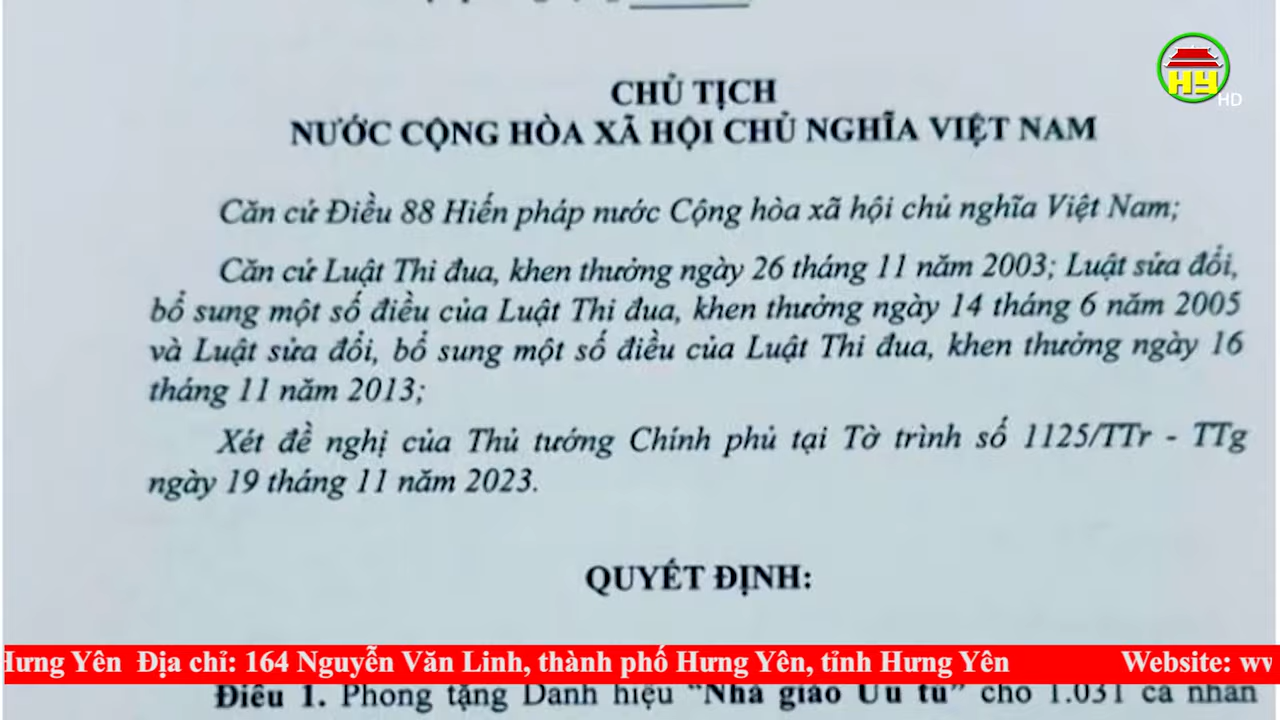 HY
HD
CHỦ TỊCH
NƯỚC CỘNG HÒA XÃ HỘI CHỦ NGHĨA VIỆT NAM
Căn cứ Điều 88 Hiến pháp nước Cộng hòa xã hội chủ nghĩa Việt Nam;
Căn cứ Luật Thi đua, khen thưởng ngày 26 tháng 11 năm 2003; Luật sửa đổi,
bổ sung một số điều của Luật Thi đua, khen thưởng ngày 14 tháng 6 năm 2005
và Luật sửa đổi, bổ sung một số điều của Luật Thi đua, khen thưởng ngày 16
tháng 11 năm 2013;
Xét đề nghị của Thủ tướng Chính phủ tại Tờ trình số 1125/TTr - TTg
ngày 19 tháng 11 năm 2023.
QUYẾT ĐỊNH:
Hưng Yên Địa chỉ: 164 Nguyễn Văn Linh, thành phố Hưng Yên, tỉnh Hưng Yên Website:
Điều 1. Phong tặng Danh hiệu "Nhà giáo Ưu tú" cho 1.031 cá nhân